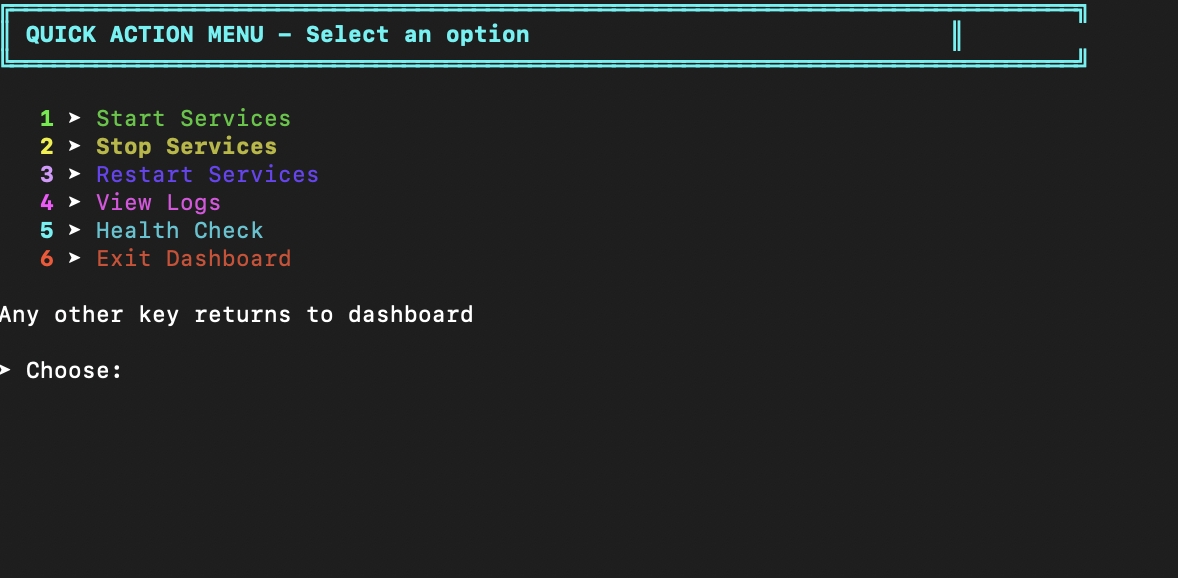 QUICK ACTION MENU - Select an option
1 ➤ Start Services
2 ➤ Stop Services
3 ➤ Restart Services
4 ➤ View Logs
5 ➤ Health Check
6 ➤ Exit Dashboard
Any other key returns to dashboard
➤ Choose: